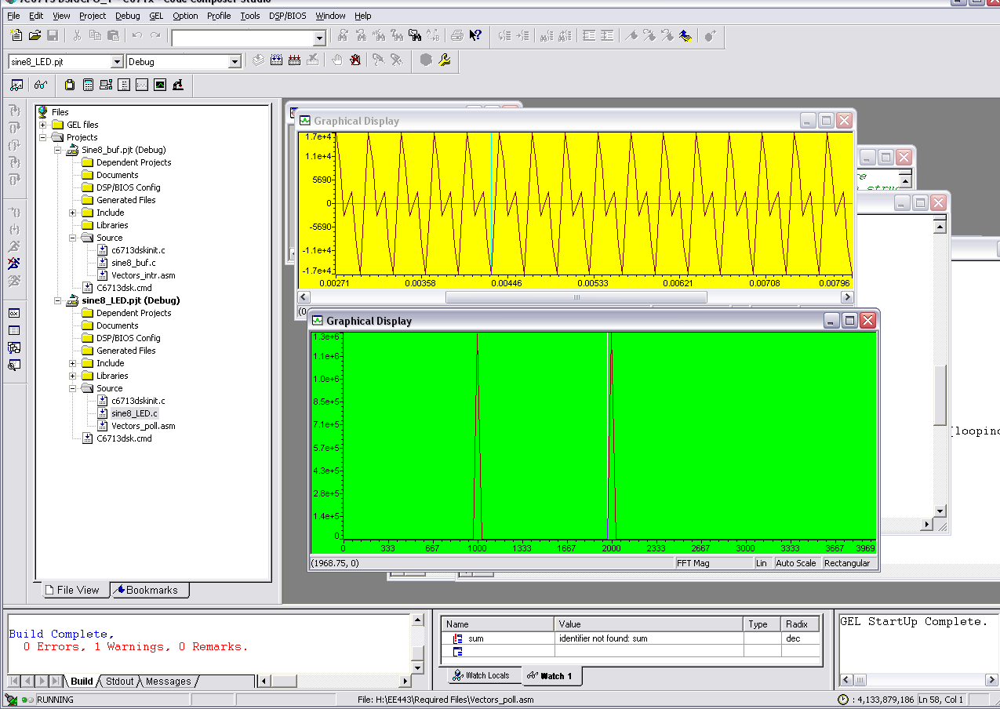 /C6713 DSK/CPU_1 - C671x - Code Composer Studio
File Edit View Project Debug GEL Option Profile Tools DSP/BIOS Window Help
sine8_LED.pjt Debug
Files
GEL files
Projects
Sine8_buf.pjt (Debug)
Dependent Projects
Documents
DSP/BIOS Config
Generated Files
Include
Libraries
Source
c6713dskinit.c
sine8_buf.c
Vectors_intr.asm
C6713dsk.cmd
sine8_LED.pjt (Debug)
Dependent Projects
Documents
DSP/BIOS Config
Generated Files
Include
Libraries
Source
c6713dskinit.c
sine8_LED.c
Vectors_poll.asm
C6713dsk.cmd
File View Bookmarks
Graphical Display
1.7e+4
1.1e+4
5690
0
-5690
-1.1e+4
-1.7e+4
0.00271 0.00358 0.00446 0.00533 0.00621 0.00708 0.00796
(0
re
struc
[looping
Graphical Display
1.3e+6
1.1e+6
1.0e+6
8.5e+5
7.1e+5
5.7e+5
4.3e+5
2.8e+5
1.4e+5
0
0 333 667 1000 1333 1667 2000 2333 2667 3000 3333 3667 3969
(1968.75, 0) FFT Mag Lin Auto Scale Rectangular
Build Complete,
0 Errors, 1 Warnings, 0 Remarks.
Build Stdout Messages
Name Value Type Radix
sum identifier not found: sum dec
Watch Locals Watch 1
GEL StartUp Complete.
RUNNING File: H:\EE443\Required Files\Vectors_poll.asm : 4,133,879,186 Ln 58, Col 1